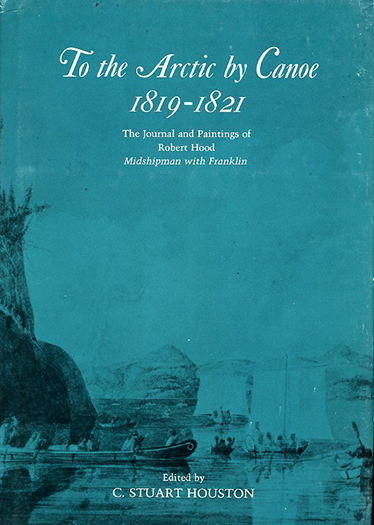 To the Arctic by Canoe
1819-1821
The Journal and Paintings of
Robert Hood
Midshipman with Franklin
Edited by
C. STUART HOUSTON